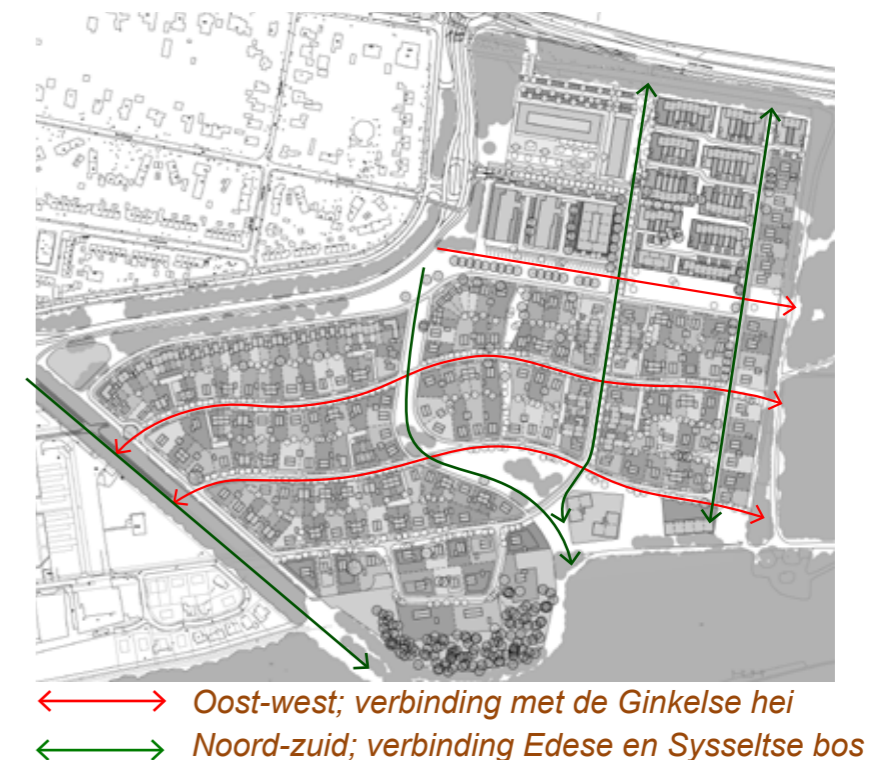 Oost-west; verbinding met de Ginkelse hei
Noord-zuid; verbinding Edese en Sysseltse bos